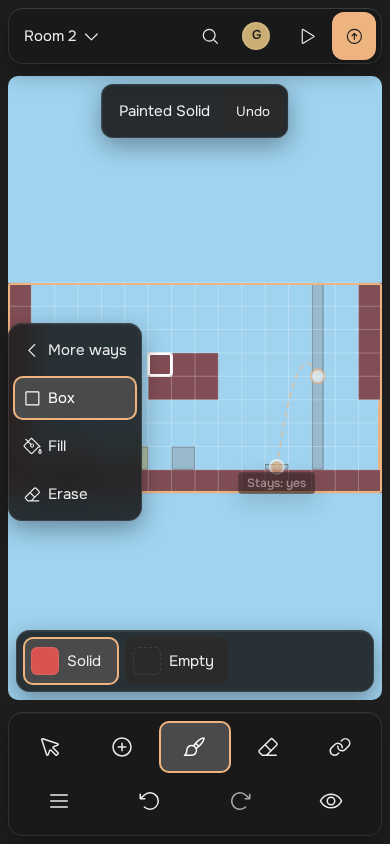 Room 2
G
Painted Solid
Undo
More ways
Box
Fill
Erase
Stays: yes
Solid
Empty